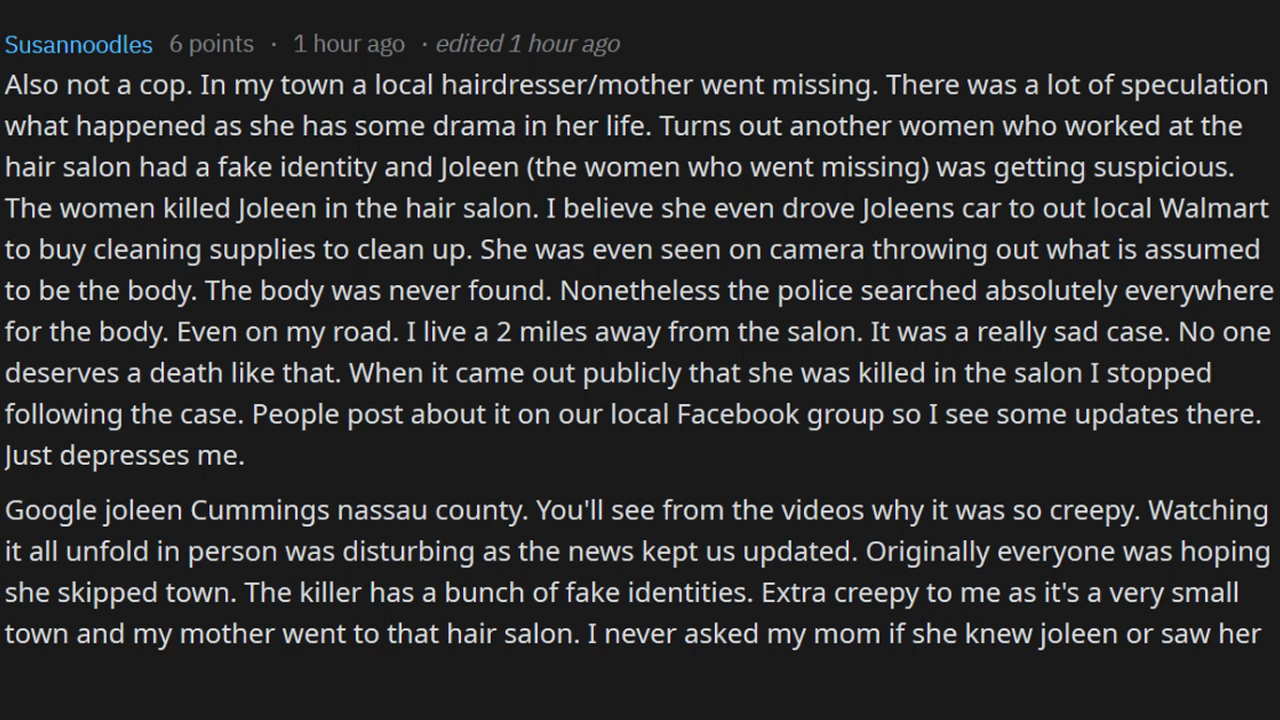 Susannoodles 6 points · 1 hour ago · edited 1 hour ago
Also not a cop. In my town a local hairdresser/mother went missing. There was a lot of speculation
what happened as she has some drama in her life. Turns out another women who worked at the
hair salon had a fake identity and Joleen (the women who went missing) was getting suspicious.
The women killed Joleen in the hair salon. I believe she even drove Joleens car to out local Walmart
to buy cleaning supplies to clean up. She was even seen on camera throwing out what is assumed
to be the body. The body was never found. Nonetheless the police searched absolutely everywhere
for the body. Even on my road. I live a 2 miles away from the salon. It was a really sad case. No one
deserves a death like that. When it came out publicly that she was killed in the salon I stopped
following the case. People post about it on our local Facebook group so I see some updates there.
Just depresses me.
Google joleen Cummings nassau county. You'll see from the videos why it was so creepy. Watching
it all unfold in person was disturbing as the news kept us updated. Originally everyone was hoping
she skipped town. The killer has a bunch of fake identities. Extra creepy to me as it's a very small
town and my mother went to that hair salon. I never asked my mom if she knew joleen or saw her